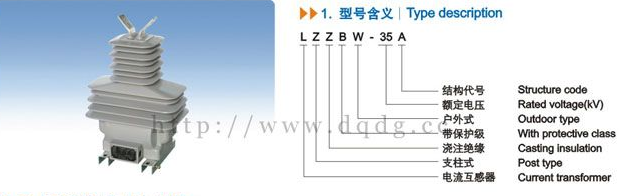 1. 型号含义 | Type description
L Z Z B W - 35 A
结构代号 Structure code
额定电压 Rated voltage(kV)
户外式 Outdoor type
带保护级 With protective class
浇注绝缘 Casting insulation
支柱式 Post type
电流互感器 Current transformer
http://www.dqdg.co